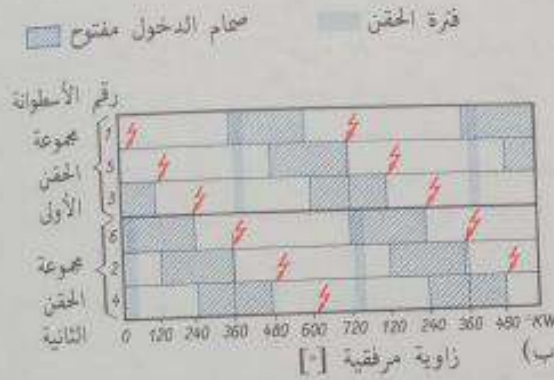 فترة الحقن
صمام الدخول مفتوح
رقم الأسطوانة
مجموعة الحقن الأولى
1
5
3
مجموعة الحقن الثانية
6
2
4
0 120 240 360 480 600 720 120 240 360 480 °KW
ب) زاوية مرفقية [°]